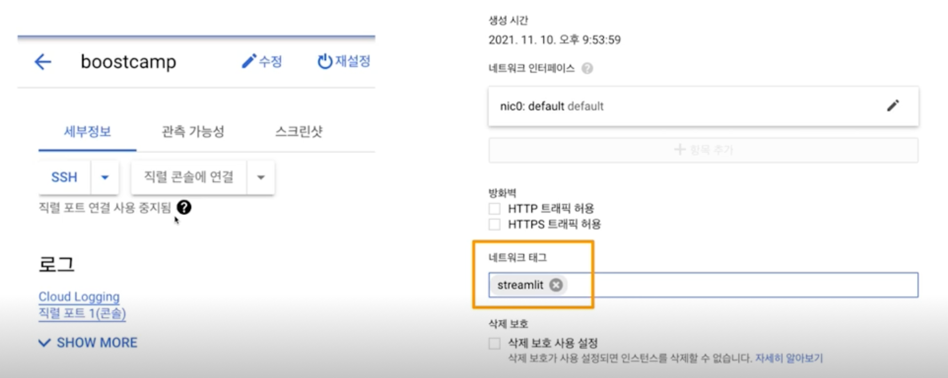 boostcamp
수정
재설정
세부정보
관측 가능성
스크린샷
SSH
직렬 콘솔에 연결
직렬 포트 연결 사용 중지됨 ?
로그
Cloud Logging
직렬 포트 1(콘솔)
SHOW MORE
생성 시간
2021. 11. 10. 오후 9:53:59
네트워크 인터페이스 ?
nic0: default default
+ 항목 추가
방화벽
HTTP 트래픽 허용
HTTPS 트래픽 허용
네트워크 태그
streamlit
삭제 보호
삭제 보호 사용 설정
삭제 보호가 사용 설정되면 인스턴스를 삭제할 수 없습니다. 자세히 알아보기